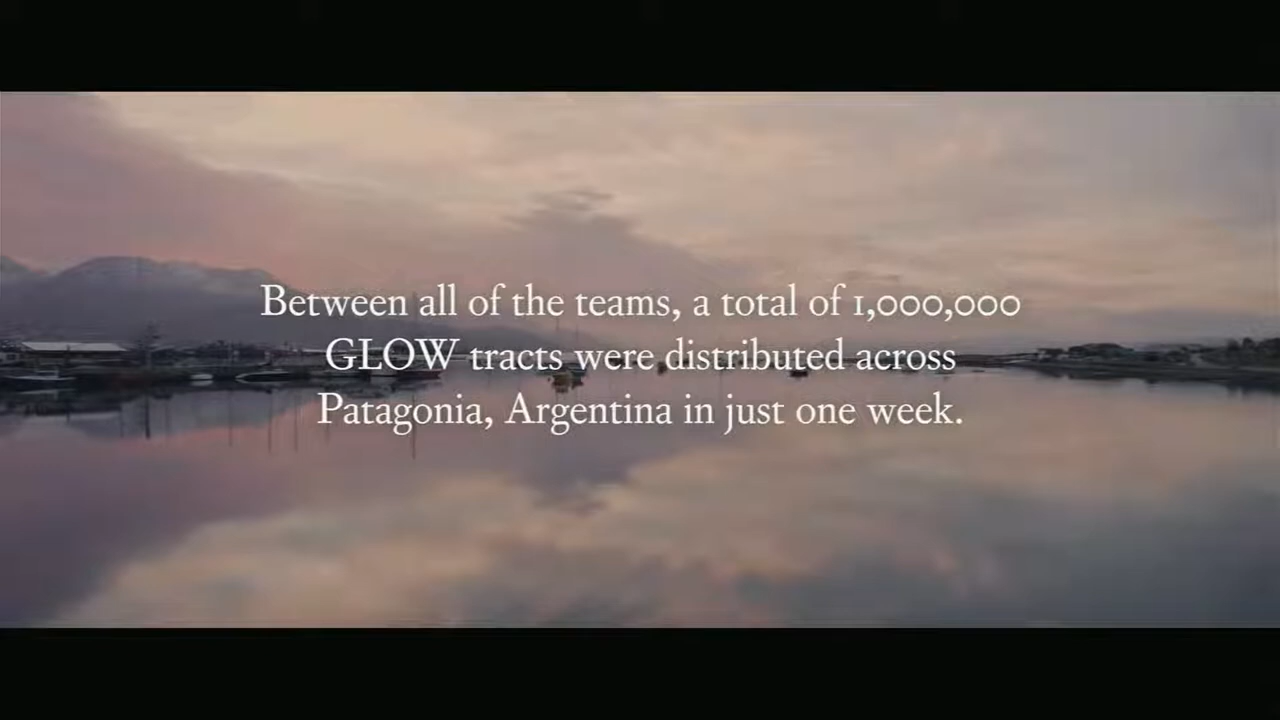 Between all of the teams, a total of 1,000,000
GLOW tracts were distributed across
Patagonia, Argentina in just one week.